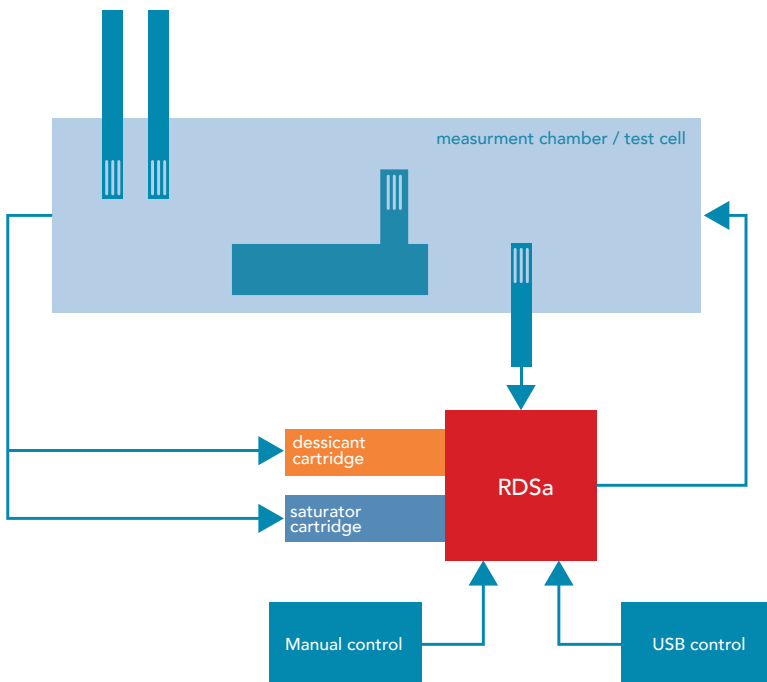 measurment chamber / test cell
dessicant
cartridge
RDSa
saturator
cartridge
Manual control
USB control